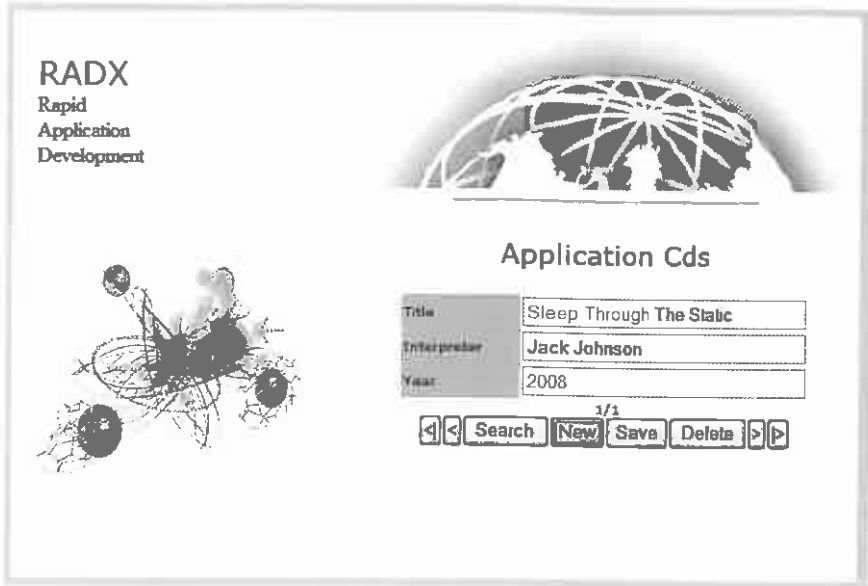 RADX
Rapid
Application
Development
Application Cds
Title Sleep Through The Static
Interpreter Jack Johnson
Year 2008
1/1
◁ < Search New Save Delete > ▷